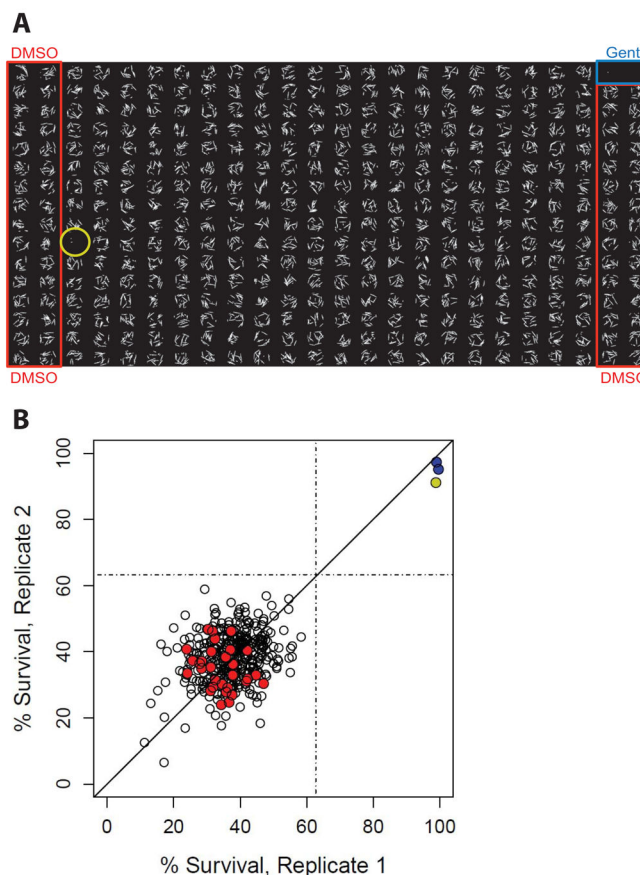 A
DMSO
Gent
DMSO
DMSO
B
% Survival, Replicate 2
100
80
60
40
20
0
0
20
40
60
80
100
% Survival, Replicate 1